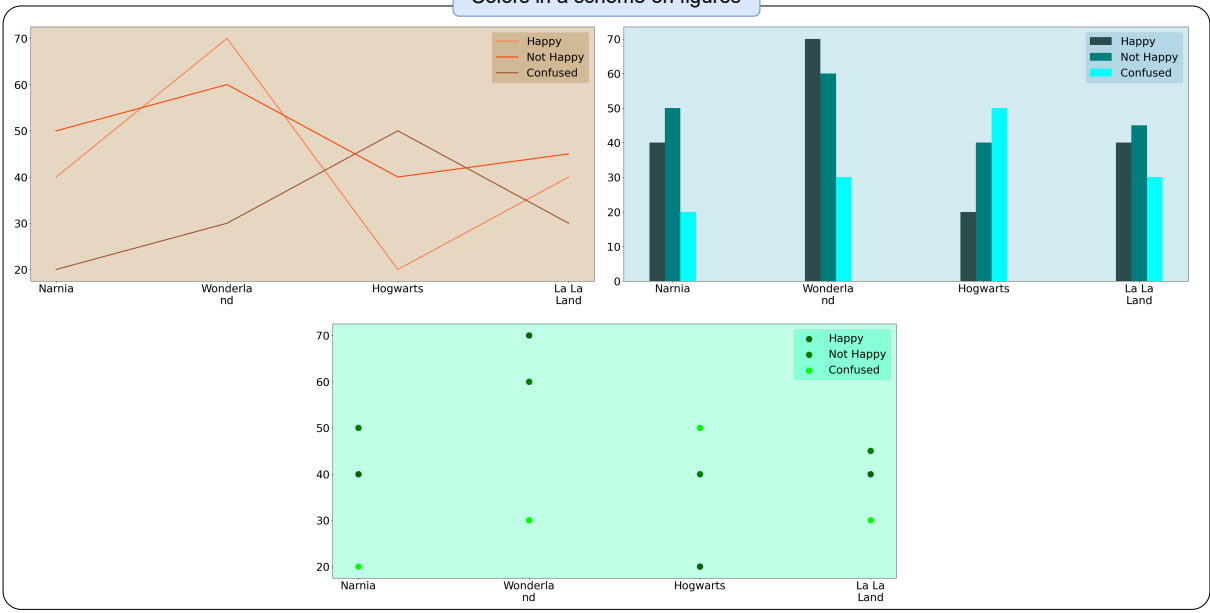 Colors in a scheme on figures
70
60
50
40
30
20
Happy
Not Happy
Confused
Narnia
Wonderla
nd
Hogwarts
La La
Land
70
60
50
40
30
20
10
0
Happy
Not Happy
Confused
Narnia
Wonderla
nd
Hogwarts
La La
Land
70
60
50
40
30
20
Happy
Not Happy
Confused
Narnia
Wonderla
nd
Hogwarts
La La
Land